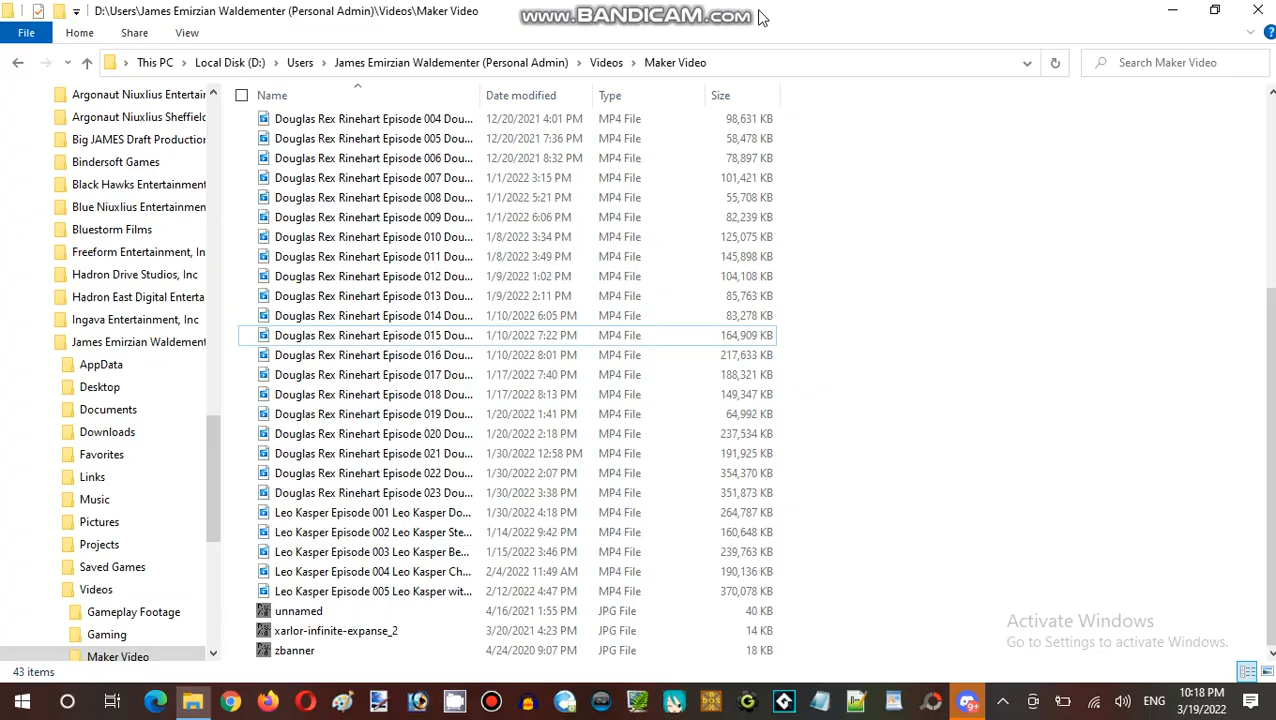 D:\Users\James Emirzian Waldementer (Personal Admin)\Videos\Maker Video
www.BANDICAM.com
File Home Share View
This PC Local Disk (D:) Users James Emirzian Waldementer (Personal Admin) Videos Maker Video
Search Maker Video
Name Date modified Type Size
Argonaut Niuxlius Entertair
Argonaut Niuxlius Sheffield
Big JAMES Draft Production
Bindersoft Games
Black Hawks Entertainment
Blue Niuxlius Entertainmen
Bluestorm Films
Freeform Entertainment, In
Hadron Drive Studios, Inc
Hadron East Digital Enterta
Ingava Entertainment, Inc
James Emirzian Waldement
AppData
Desktop
Documents
Downloads
Favorites
Links
Music
Pictures
Projects
Saved Games
Videos
Gameplay Footage
Gaming
Maker Video
Douglas Rex Rinehart Episode 004 Dou... 12/20/2021 4:01 PM MP4 File 98,631 KB
Douglas Rex Rinehart Episode 005 Dou... 12/20/2021 7:36 PM MP4 File 58,478 KB
Douglas Rex Rinehart Episode 006 Dou... 12/20/2021 8:32 PM MP4 File 78,897 KB
Douglas Rex Rinehart Episode 007 Dou... 1/1/2022 3:15 PM MP4 File 101,421 KB
Douglas Rex Rinehart Episode 008 Dou... 1/1/2022 5:21 PM MP4 File 55,708 KB
Douglas Rex Rinehart Episode 009 Dou... 1/1/2022 6:06 PM MP4 File 82,239 KB
Douglas Rex Rinehart Episode 010 Dou... 1/8/2022 3:34 PM MP4 File 125,075 KB
Douglas Rex Rinehart Episode 011 Dou... 1/8/2022 3:49 PM MP4 File 145,898 KB
Douglas Rex Rinehart Episode 012 Dou... 1/9/2022 1:02 PM MP4 File 104,108 KB
Douglas Rex Rinehart Episode 013 Dou... 1/9/2022 2:11 PM MP4 File 85,763 KB
Douglas Rex Rinehart Episode 014 Dou... 1/10/2022 6:05 PM MP4 File 83,278 KB
Douglas Rex Rinehart Episode 015 Dou... 1/10/2022 7:22 PM MP4 File 164,909 KB
Douglas Rex Rinehart Episode 016 Dou... 1/10/2022 8:01 PM MP4 File 217,633 KB
Douglas Rex Rinehart Episode 017 Dou... 1/17/2022 7:40 PM MP4 File 188,321 KB
Douglas Rex Rinehart Episode 018 Dou... 1/17/2022 8:13 PM MP4 File 149,347 KB
Douglas Rex Rinehart Episode 019 Dou... 1/20/2022 1:41 PM MP4 File 64,992 KB
Douglas Rex Rinehart Episode 020 Dou... 1/20/2022 2:18 PM MP4 File 237,534 KB
Douglas Rex Rinehart Episode 021 Dou... 1/30/2022 12:58 PM MP4 File 191,925 KB
Douglas Rex Rinehart Episode 022 Dou... 1/30/2022 2:07 PM MP4 File 354,370 KB
Douglas Rex Rinehart Episode 023 Dou... 1/30/2022 3:38 PM MP4 File 351,873 KB
Leo Kasper Episode 001 Leo Kasper Do... 1/30/2022 4:18 PM MP4 File 264,787 KB
Leo Kasper Episode 002 Leo Kasper Ste... 1/14/2022 9:42 PM MP4 File 160,648 KB
Leo Kasper Episode 003 Leo Kasper Be... 1/15/2022 3:46 PM MP4 File 239,763 KB
Leo Kasper Episode 004 Leo Kasper Ch... 2/4/2022 11:49 AM MP4 File 190,136 KB
Leo Kasper Episode 005 Leo Kasper wit... 2/12/2022 4:47 PM MP4 File 370,078 KB
unnamed 4/16/2021 1:55 PM JPG File 40 KB
xarlor-infinite-expanse_2 3/20/2021 4:23 PM JPG File 14 KB
zbanner 4/24/2020 9:07 PM JPG File 18 KB
Activate Windows
Go to Settings to activate Windows.
43 items
9+
ENG
10:18 PM
3/19/2022